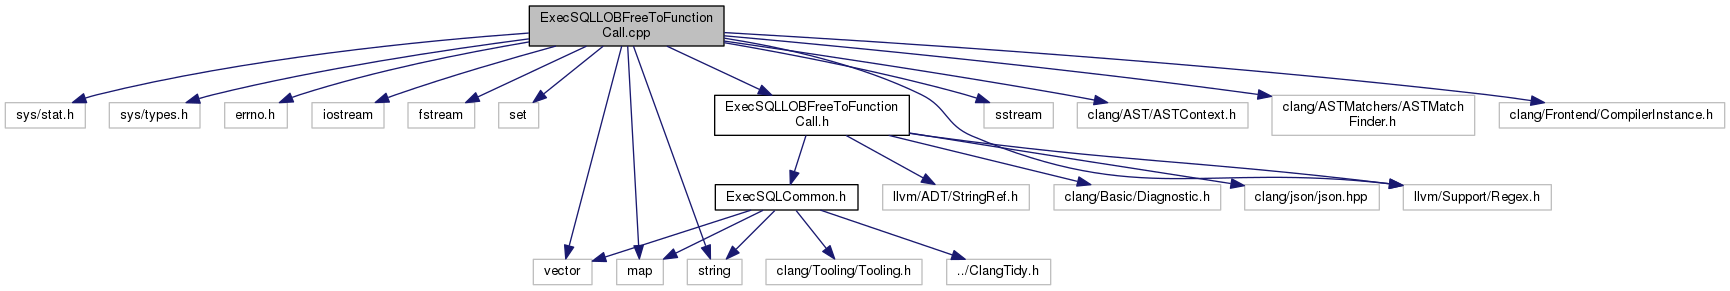 ExecSQLLOBFreeToFunction
Call.cpp
sys/stat.h
sys/types.h
errno.h
iostream
fstream
set
ExecSQLLOBFreeToFunction
Call.h
sstream
clang/AST/ASTContext.h
clang/ASTMatchers/ASTMatch
Finder.h
clang/Frontend/CompilerInstance.h
ExecSQLCommon.h
llvm/ADT/StringRef.h
clang/Basic/Diagnostic.h
clang/json/json.hpp
llvm/Support/Regex.h
vector
map
string
clang/Tooling/Tooling.h
../ClangTidy.h